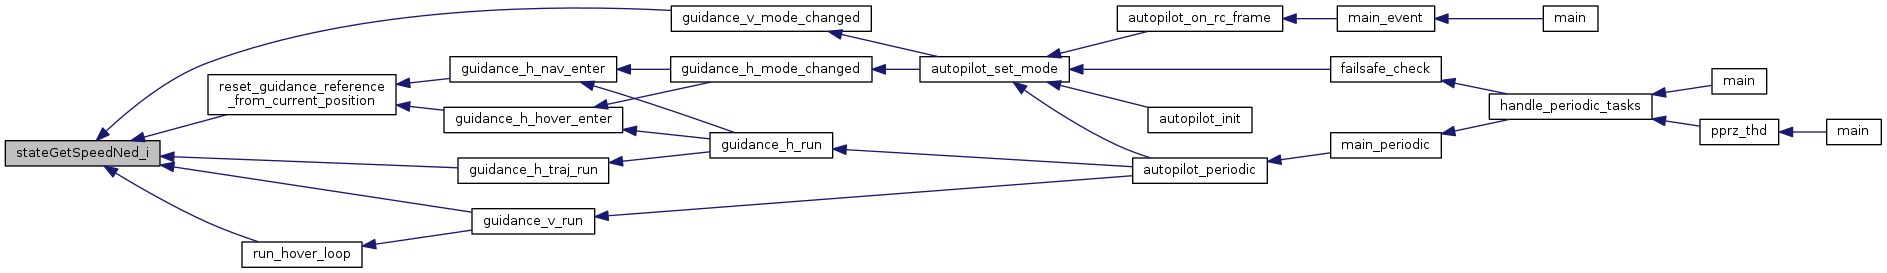 stateGetSpeedNed_i
guidance_v_mode_changed
reset_guidance_reference
_from_current_position
guidance_h_nav_enter
guidance_h_hover_enter
guidance_h_mode_changed
guidance_h_traj_run
guidance_h_run
guidance_v_run
run_hover_loop
autopilot_set_mode
autopilot_on_rc_frame
main_event
main
failsafe_check
autopilot_init
autopilot_periodic
main_periodic
handle_periodic_tasks
main
pprz_thd
main